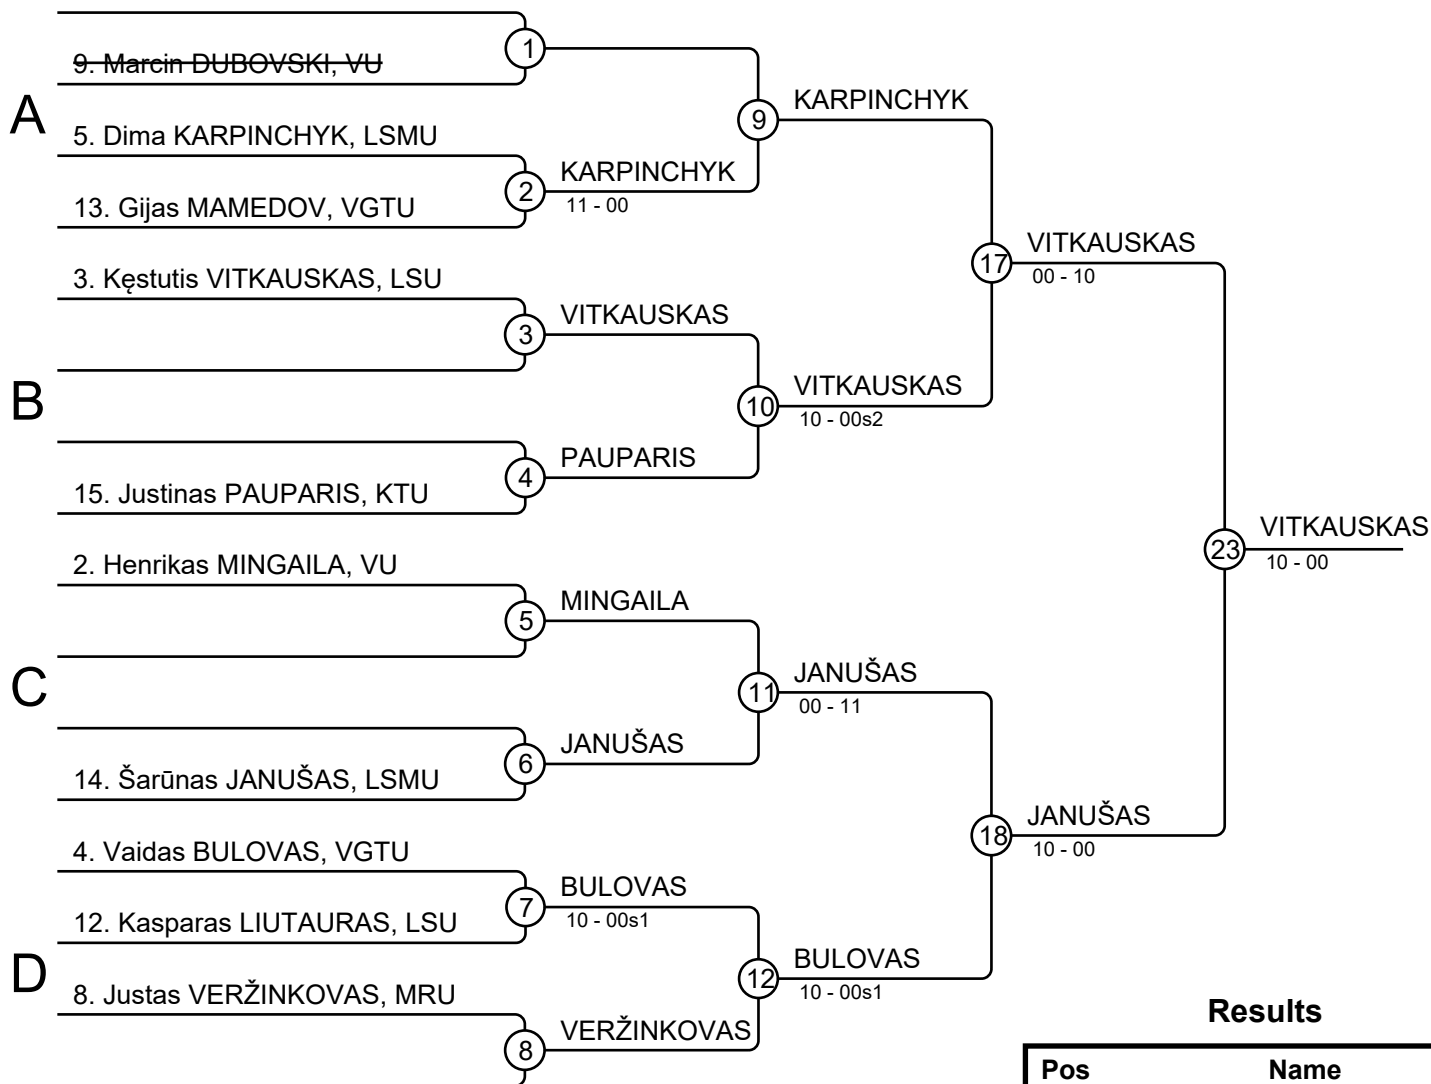 9. Marcin DUBOVSKI, VU
1
A
5. Dima KARPINCHYK, LSMU
9
KARPINCHYK
13. Gijas MAMEDOV, VGTU
2
KARPINCHYK
11 - 00
3. Kęstutis VITKAUSKAS, LSU
17
VITKAUSKAS
00 - 10
3
VITKAUSKAS
B
10
VITKAUSKAS
10 - 00s2
15. Justinas PAUPARIS, KTU
4
PAUPARIS
23
VITKAUSKAS
10 - 00
2. Henrikas MINGAILA, VU
5
MINGAILA
C
11
JANUŠAS
00 - 11
14. Šarūnas JANUŠAS, LSMU
6
JANUŠAS
18
JANUŠAS
10 - 00
4. Vaidas BULOVAS, VGTU
12. Kasparas LIUTAURAS, LSU
7
BULOVAS
10 - 00s1
D
12
BULOVAS
10 - 00s1
8. Justas VERŽINKOVAS, MRU
8
VERŽINKOVAS
Results
Pos Name